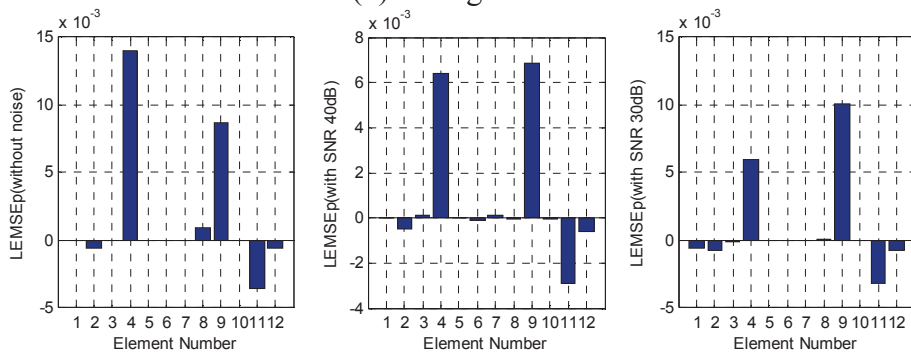 x 10⁻³
15
10
5
0
-5
LEMSEp(without noise)
1 2 3 4 5 6 7 8 9 10 11 12
Element Number
x 10⁻³
8
6
4
2
0
-2
-4
LEMSEp(with SNR 40dB)
1 2 3 4 5 6 7 8 9 10 11 12
Element Number
x 10⁻³
15
10
5
0
-5
LEMSEp(with SNR 30dB)
1 2 3 4 5 6 7 8 9 10 11 12
Element Number